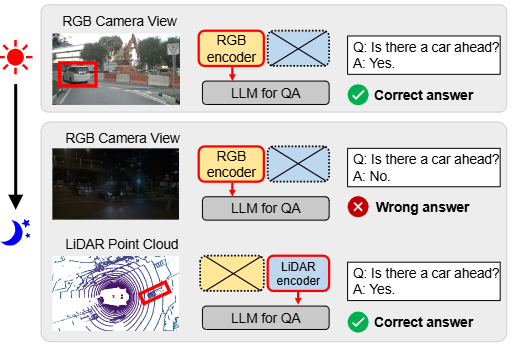 RGB Camera View
RGB
encoder
LLM for QA
Q: Is there a car ahead?
A: Yes.
Correct answer
RGB Camera View
RGB
encoder
LLM for QA
Q: Is there a car ahead?
A: No.
Wrong answer
LiDAR Point Cloud
LiDAR
encoder
LLM for QA
Q: Is there a car ahead?
A: Yes.
Correct answer